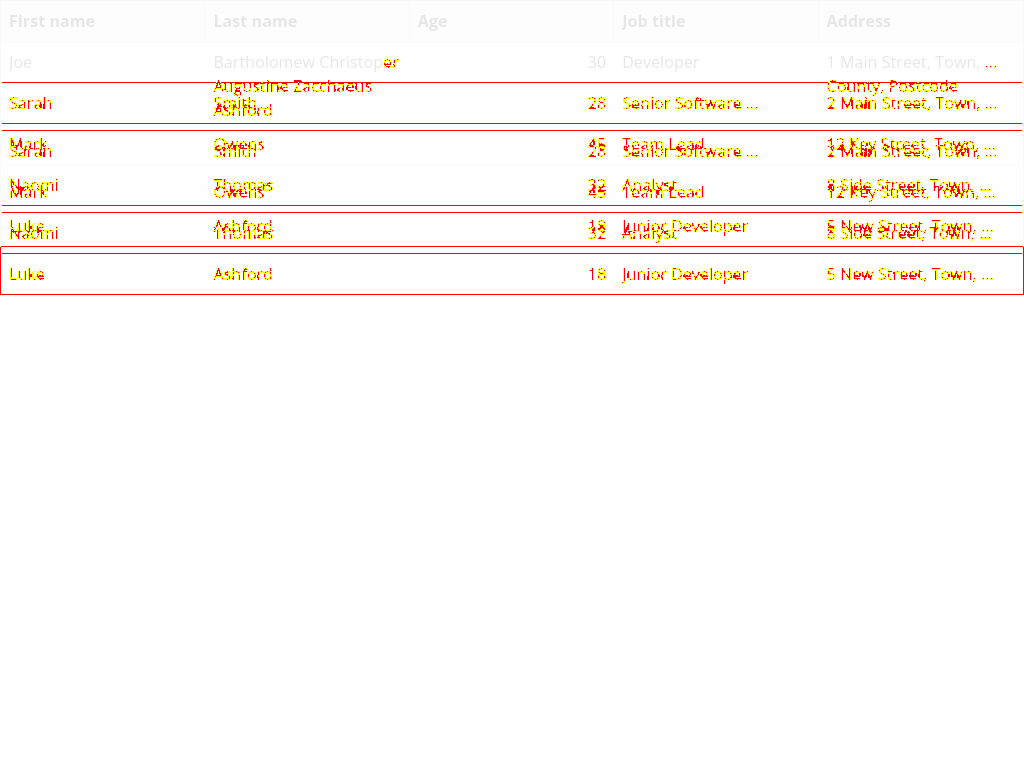 First name Last name Age Job title Address
Joe Bartholomew Christoper 30 Developer 1 Main Street, Town, ...
Augustine Zacchaeus County, Postcode
Sarah Smith 28 Senior Software ... 2 Main Street, Town, ...
Ashford
Mark Owens 45 Team Lead 12 Key Street, Town, ...
Sarah Smith 28 Senior Software ... 2 Main Street, Town, ...
Naomi Thomas 32 Analyst 8 Side Street, Town, ...
Mark Owens 45 Team Lead 12 Key Street, Town, ...
Luke Ashford 18 Junior Developer 5 New Street, Town, ...
Naomi Thomas 32 Analyst 8 Side Street, Town, ...
Luke Ashford 18 Junior Developer 5 New Street, Town, ...